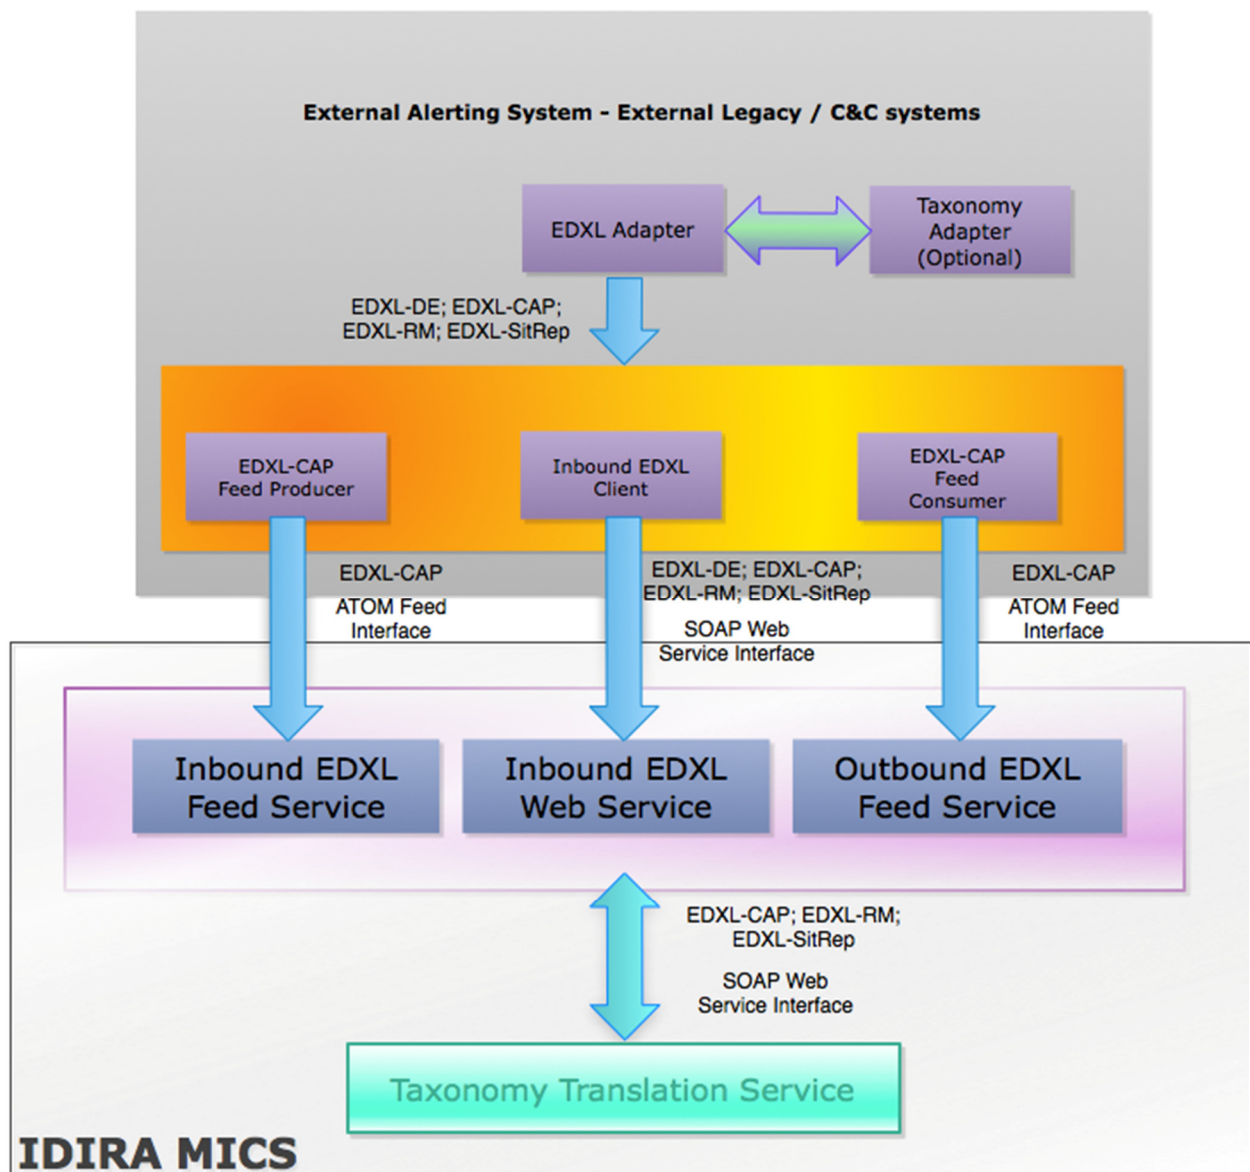 External Alerting System - External Legacy / C&C systems
EDXL Adapter
Taxonomy
Adapter
(Optional)
EDXL-DE; EDXL-CAP;
EDXL-RM; EDXL-SitRep
EDXL-CAP
Feed Producer
Inbound EDXL
Client
EDXL-CAP
Feed
Consumer
EDXL-CAP
ATOM Feed
Interface
EDXL-DE; EDXL-CAP;
EDXL-RM; EDXL-SitRep
SOAP Web
Service Interface
EDXL-CAP
ATOM Feed
Interface
Inbound EDXL
Feed Service
Inbound EDXL
Web Service
Outbound EDXL
Feed Service
EDXL-CAP; EDXL-RM;
EDXL-SitRep
SOAP Web
Service Interface
Taxonomy Translation Service
IDIRA MICS